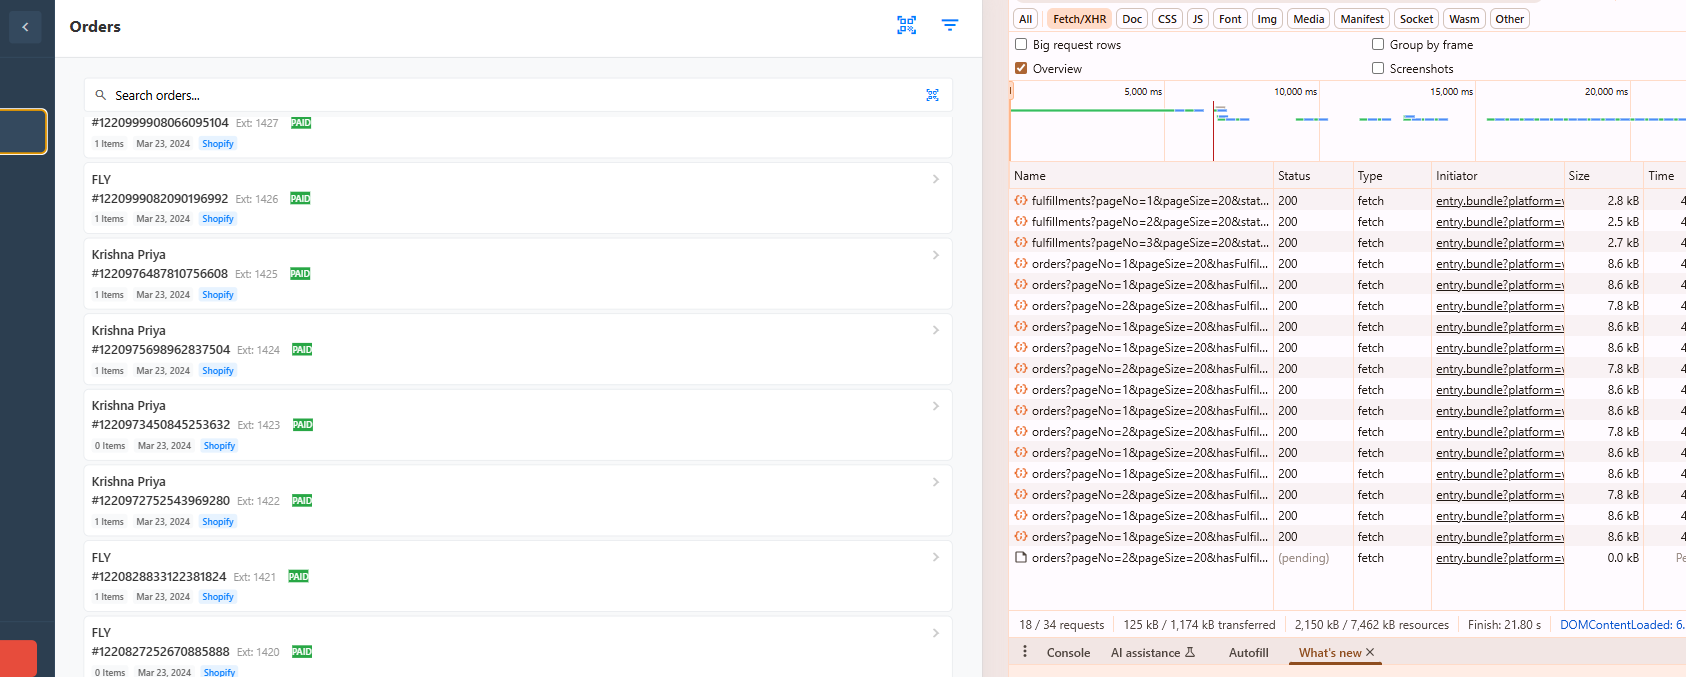 Orders
Search orders...
#1220999908066095104 Ext: 1427 PAID
1 Items Mar 23, 2024 Shopify
FLY
#1220999082090196992 Ext: 1426 PAID
1 Items Mar 23, 2024 Shopify
Krishna Priya
#1220976487810756608 Ext: 1425 PAID
1 Items Mar 23, 2024 Shopify
Krishna Priya
#1220975698962837504 Ext: 1424 PAID
1 Items Mar 23, 2024 Shopify
Krishna Priya
#1220973450845253632 Ext: 1423 PAID
0 Items Mar 23, 2024 Shopify
Krishna Priya
#1220972752543969280 Ext: 1422 PAID
1 Items Mar 23, 2024 Shopify
FLY
#1220828833122381824 Ext: 1421 PAID
1 Items Mar 23, 2024 Shopify
FLY
#1220827252670885888 Ext: 1420 PAID
0 Items Mar 23, 2024 Shopify
All Fetch/XHR Doc CSS JS Font Img Media Manifest Socket Wasm Other
Big request rows Group by frame
Overview Screenshots
5,000 ms 10,000 ms 15,000 ms 20,000 ms
Name Status Type Initiator Size Time
fulfillments?pageNo=1&pageSize=20&stat... 200 fetch entry.bundle?platform= 2.8 kB 4
fulfillments?pageNo=2&pageSize=20&stat... 200 fetch entry.bundle?platform= 2.5 kB 4
fulfillments?pageNo=3&pageSize=20&stat... 200 fetch entry.bundle?platform= 2.7 kB 4
orders?pageNo=1&pageSize=20&hasFulfil... 200 fetch entry.bundle?platform= 8.6 kB 4
orders?pageNo=1&pageSize=20&hasFulfil... 200 fetch entry.bundle?platform= 8.6 kB 4
orders?pageNo=2&pageSize=20&hasFulfil... 200 fetch entry.bundle?platform= 7.8 kB 4
orders?pageNo=1&pageSize=20&hasFulfil... 200 fetch entry.bundle?platform= 8.6 kB 4
orders?pageNo=1&pageSize=20&hasFulfil... 200 fetch entry.bundle?platform= 8.6 kB 4
orders?pageNo=2&pageSize=20&hasFulfil... 200 fetch entry.bundle?platform= 7.8 kB 4
orders?pageNo=1&pageSize=20&hasFulfil... 200 fetch entry.bundle?platform= 8.6 kB 4
orders?pageNo=1&pageSize=20&hasFulfil... 200 fetch entry.bundle?platform= 8.6 kB 4
orders?pageNo=2&pageSize=20&hasFulfil... 200 fetch entry.bundle?platform= 7.8 kB 4
orders?pageNo=1&pageSize=20&hasFulfil... 200 fetch entry.bundle?platform= 8.6 kB 4
orders?pageNo=1&pageSize=20&hasFulfil... 200 fetch entry.bundle?platform= 8.6 kB 4
orders?pageNo=2&pageSize=20&hasFulfil... 200 fetch entry.bundle?platform= 7.8 kB 4
orders?pageNo=1&pageSize=20&hasFulfil... 200 fetch entry.bundle?platform= 8.6 kB 4
orders?pageNo=1&pageSize=20&hasFulfil... 200 fetch entry.bundle?platform= 8.6 kB 4
orders?pageNo=2&pageSize=20&hasFulfil... (pending) fetch entry.bundle?platform= 0.0 kB Pe
18 / 34 requests 125 kB / 1,174 kB transferred 2,150 kB / 7,462 kB resources Finish: 21.80 s DOMContentLoaded: 6.
Console AI assistance Autofill What's new